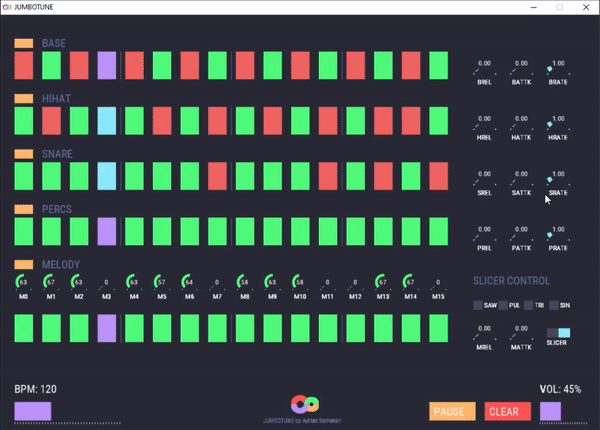 JUMBOTUNE
BASE
0.00 0.00 1.00
BREL BATTK BRATE
HIHAT
0.00 0.00 1.00
HREL HATTK HRATE
SNARE
0.00 0.00 1.00
SREL SATTK SRATE
PERCS
0.00 0.00 1.00
PREL PATTK PRATE
MELODY
63 67 63 0 63 57 64 0 58 63 58 0 0 67 67 0
M0 M1 M2 M3 M4 M5 M6 M7 M8 M9 M10 M11 M12 M13 M14 M15
SLICER CONTROL
SAW PUL TRI SIN
0.00 0.00
MREL MATTK SLICER
BPM: 120
VOL: 45%
PAUSE CLEAR
JUMBOTUNE by Adrian